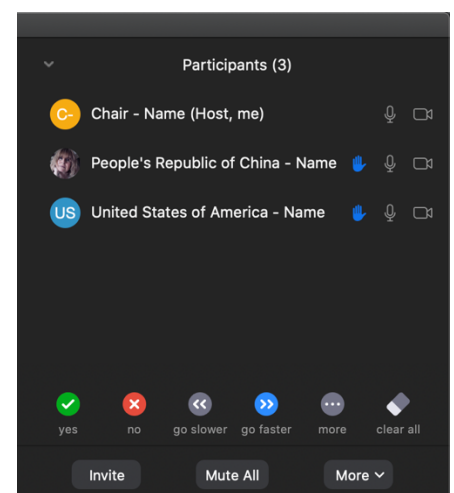 Participants (3)
C- Chair - Name (Host, me)
People's Republic of China - Name
US United States of America - Name
yes no go slower go faster more clear all
Invite Mute All More